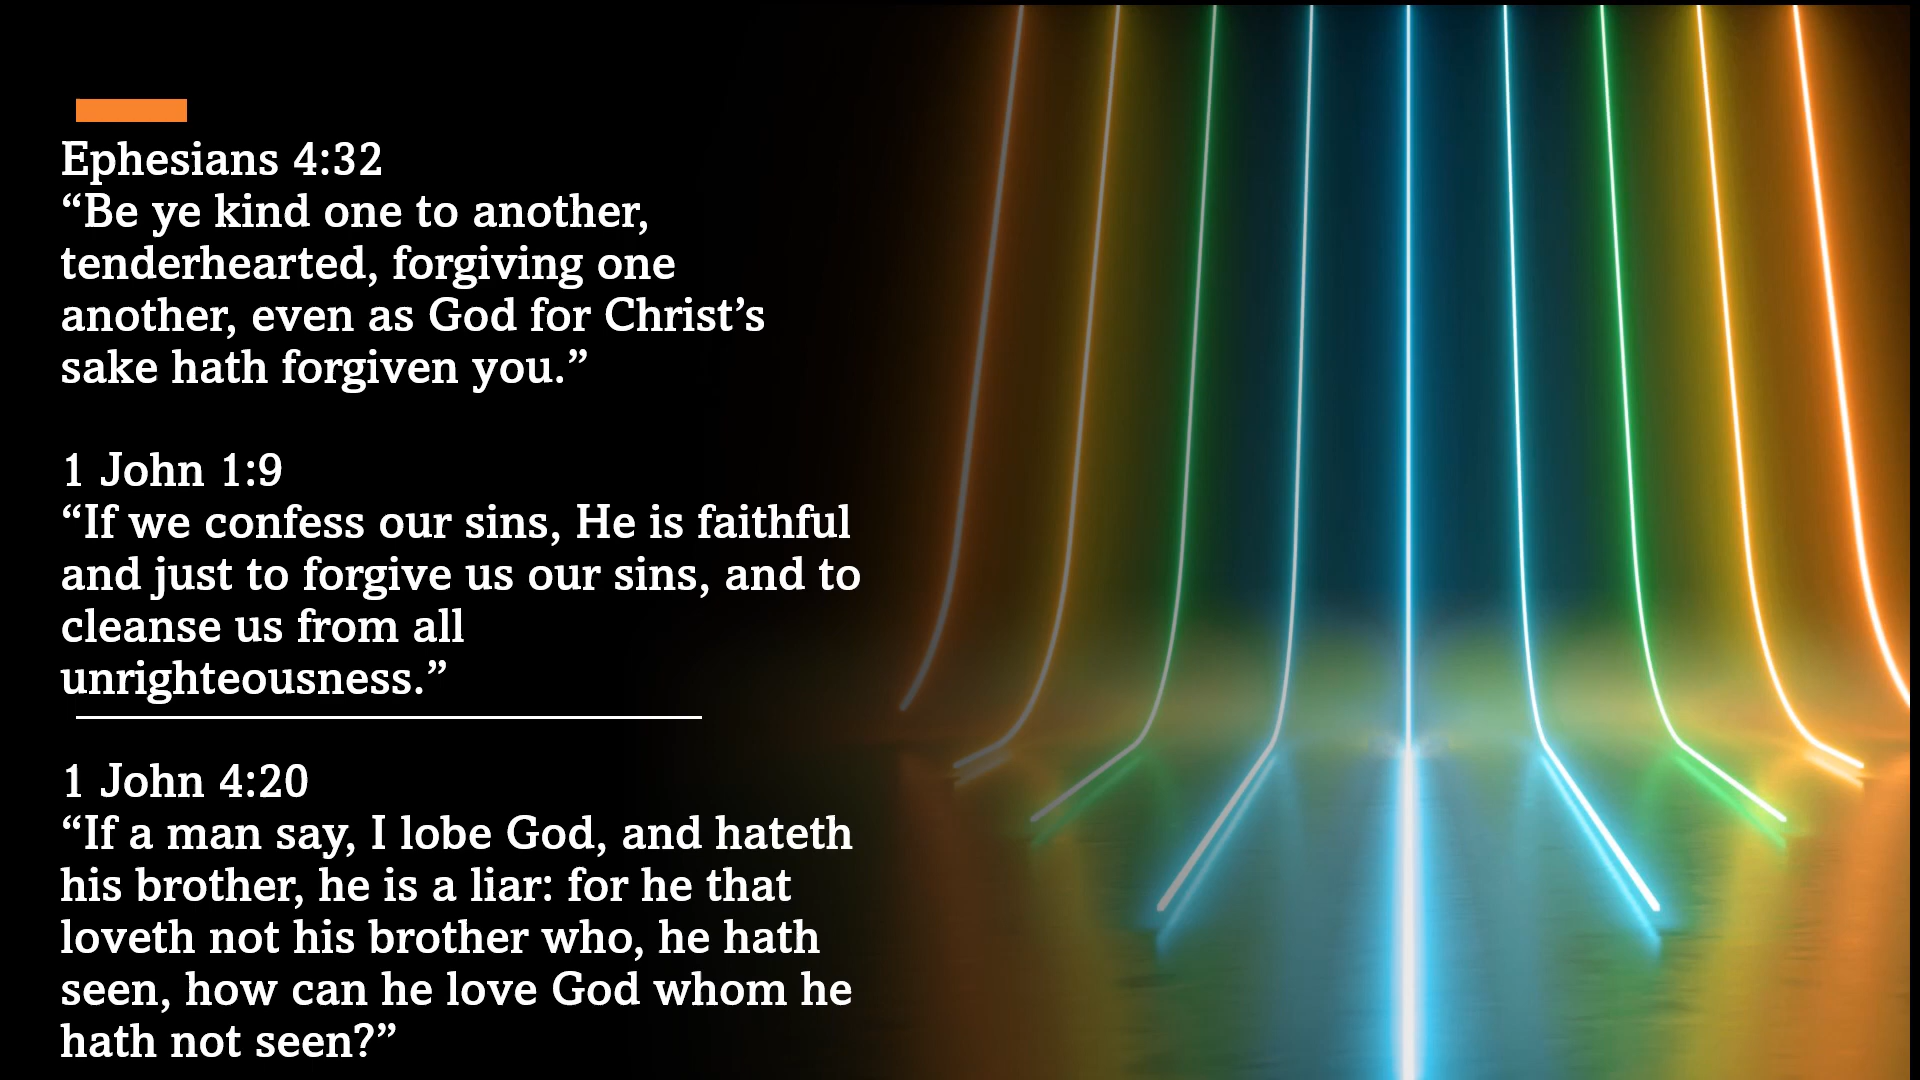 Ephesians 4:32
“Be ye kind one to another,
tenderhearted, forgiving one
another, even as God for Christ’s
sake hath forgiven you.”
1 John 1:9
“If we confess our sins, He is faithful
and just to forgive us our sins, and to
cleanse us from all
unrighteousness.”
1 John 4:20
“If a man say, I lobe God, and hateth
his brother, he is a liar: for he that
loveth not his brother who, he hath
seen, how can he love God whom he
hath not seen?”